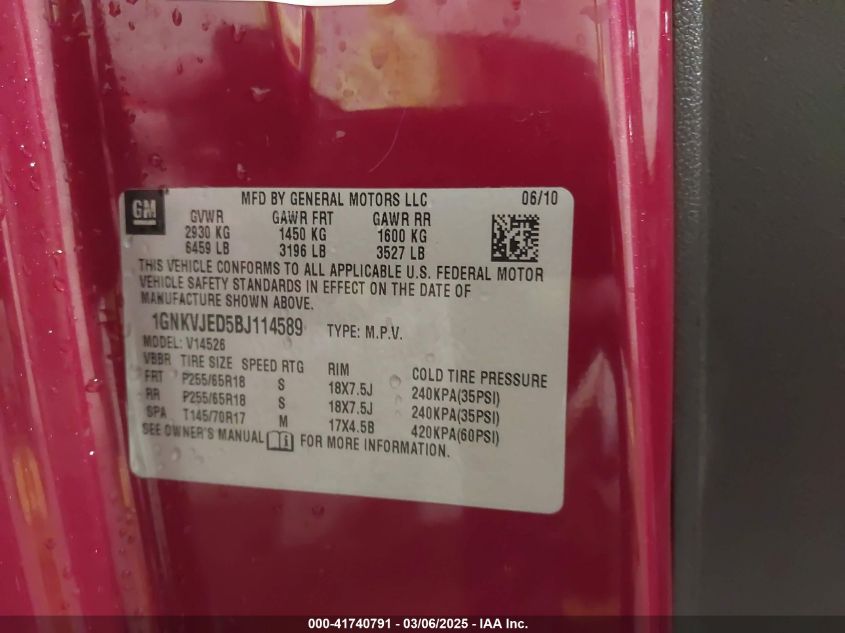 GM
MFD BY GENERAL MOTORS LLC 06/10
GVWR GAWR FRT GAWR RR
2930 KG 1450 KG 1600 KG
6459 LB 3196 LB 3527 LB
THIS VEHICLE CONFORMS TO ALL APPLICABLE U.S. FEDERAL MOTOR
VEHICLE SAFETY STANDARDS IN EFFECT ON THE DATE OF
MANUFACTURE SHOWN ABOVE.
1GNKVJED5BJ114589 TYPE: M.P.V.
MODEL: V14526
VBBR TIRE SIZE SPEED RTG RIM COLD TIRE PRESSURE
FRT P255/65R18 S 18X7.5J 240KPA(35PSI)
RR P255/65R18 S 18X7.5J 240KPA(35PSI)
SPA T145/70R17 M 17X4.5B 420KPA(60PSI)
SEE OWNER'S MANUAL FOR MORE INFORMATION.
000-41740791 - 03/06/2025 - IAA Inc.